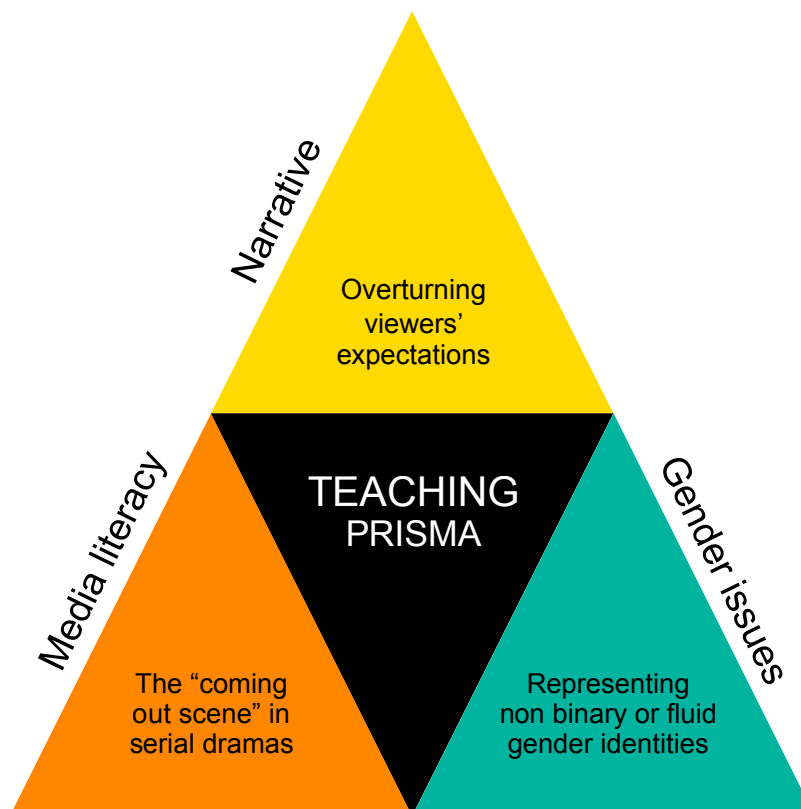 Narrative
Overturning
viewers’
expectations
Media literacy
TEACHING
PRISMA
Gender issues
The “coming
out scene” in
serial dramas
Representing
non binary or fluid
gender identities